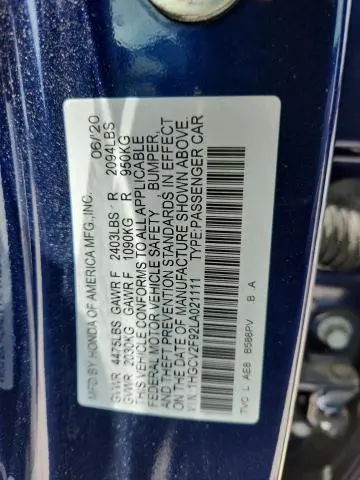 MFD BY HONDA OF AMERICA MFG., INC. 06/20
GVWR 4475LBS GAWR F 2403LBS R 2094LBS
GVWR 2030KG GAWR F 1090KG R 950KG
THIS VEHICLE CONFORMS TO ALL APPLICABLE
FEDERAL MOTOR VEHICLE SAFETY, BUMPER,
AND THEFT PREVENTION STANDARDS IN EFFECT
ON THE DATE OF MANUFACTURE SHOWN ABOVE.
V.I.N. 1HGCV2F92LA021111 TYPE:PASSENGER CAR
TVC L AE8 B588PV B A